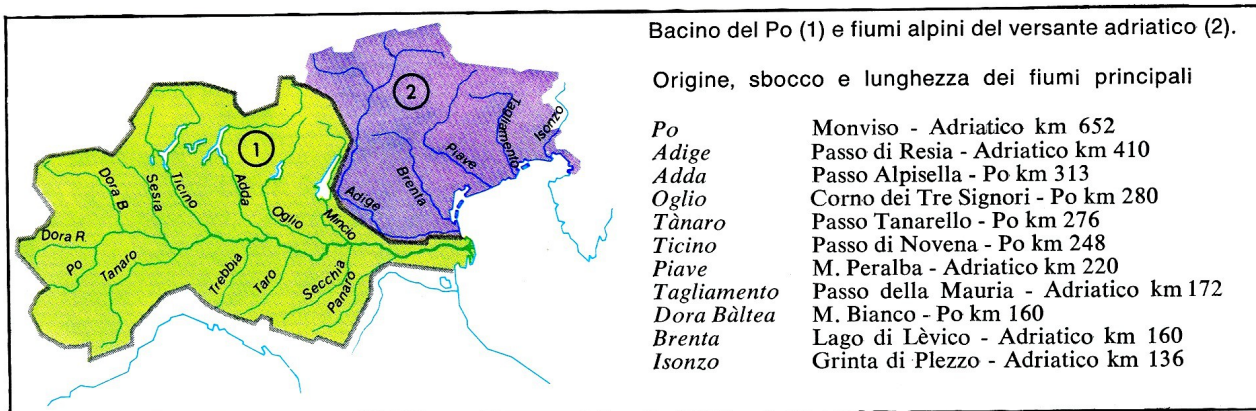 Bacino del Po (1) e fiumi alpini del versante adriatico (2).
Origine, sbocco e lunghezza dei fiumi principali
Po Monviso - Adriatico km 652
Adige Passo di Resia - Adriatico km 410
Adda Passo Alpisella - Po km 313
Oglio Corno dei Tre Signori - Po km 280
Tànaro Passo Tanarello - Po km 276
Ticino Passo di Novena - Po km 248
Piave M. Peralba - Adriatico km 220
Tagliamento Passo della Mauria - Adriatico km 172
Dora Bàltea M. Bianco - Po km 160
Brenta Lago di Lèvico - Adriatico km 160
Isonzo Grinta di Plezzo - Adriatico km 136
1
2
Dora R.
Po
Tanaro
Dora B
Sesia
Ticino
Adda
Oglio
Mincio
Trebbia
Taro
Secchia
Panaro
Adige
Brenta
Piave
Tagliamento
Isonzo